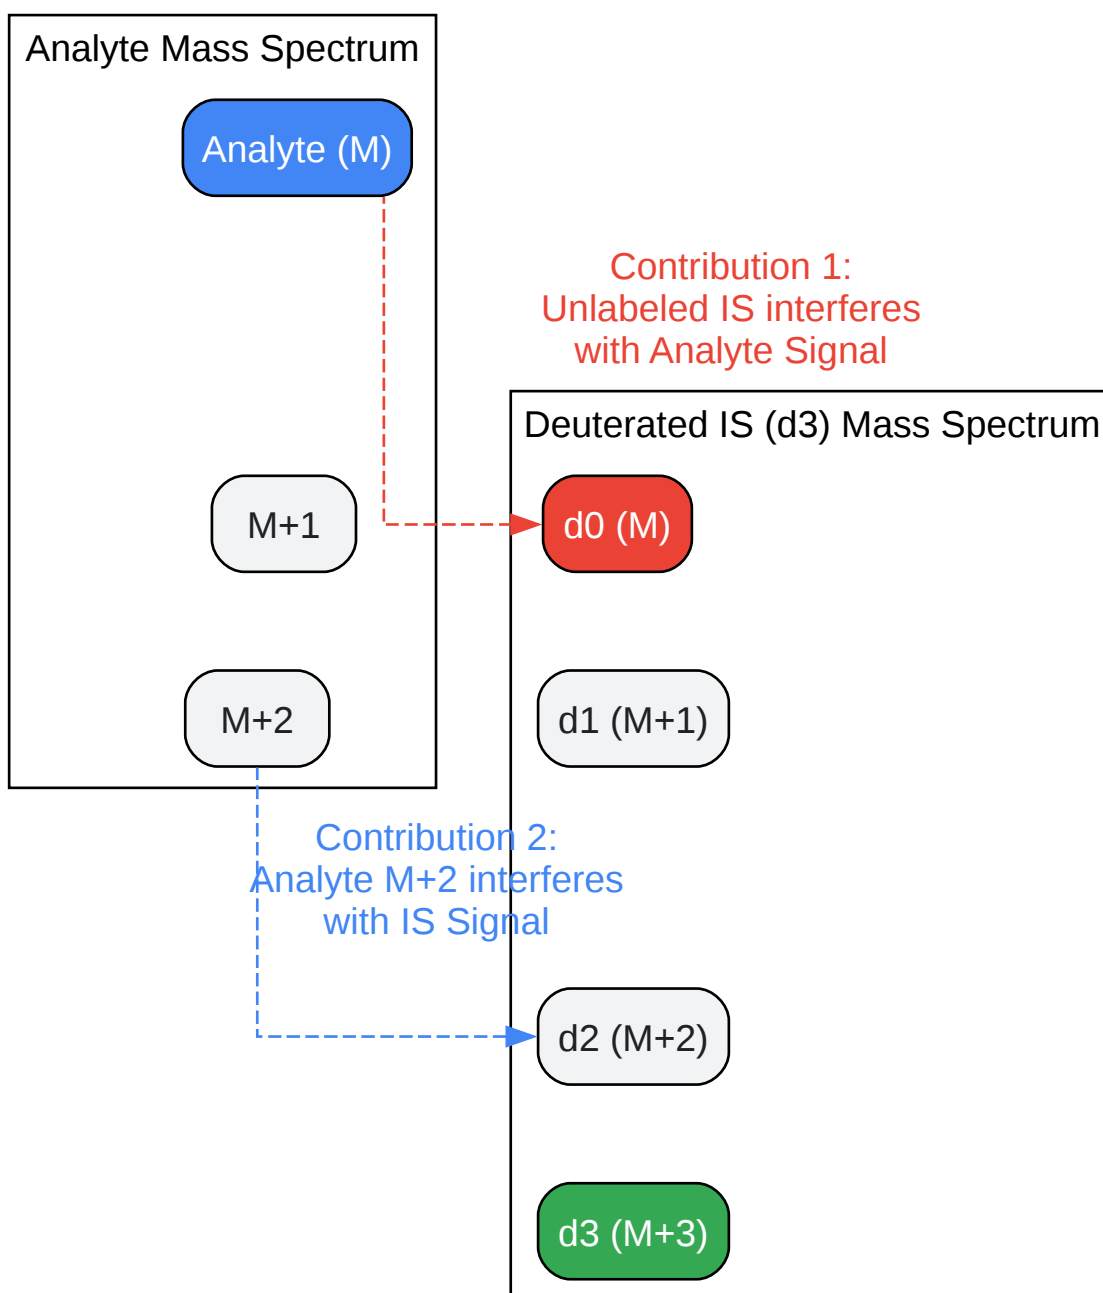 Analyte Mass Spectrum
Analyte (M)
Contribution 1:
Unlabeled IS interferes
with Analyte Signal
Deuterated IS (d3) Mass Spectrum
M+1
d0 (M)
M+2
d1 (M+1)
Contribution 2:
Analyte M+2 interferes
with IS Signal
d2 (M+2)
d3 (M+3)